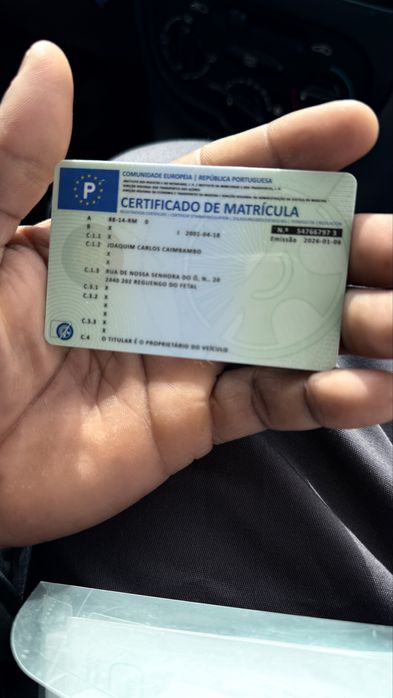 P
COMUNIDADE EUROPEIA | REPÚBLICA PORTUGUESA
CERTIFICADO DE MATRÍCULA
A 88-14-RM 0
B X I 2001-04-18
N.º 54766797 3
Emissão 2026-01-06
C.1.1 X
C.1.2 JOAQUIM CARLOS CAIMBAMBO
X
X
C.1.3 RUA DE NOSSA SENHORA DO Ó, N.. 20
2440 202 REGUENGO DO FETAL
C.3.1 X
C.3.2 X
X
X
C.3.3 X
X
C.4 O TITULAR É O PROPRIETÁRIO DO VEÍCULO